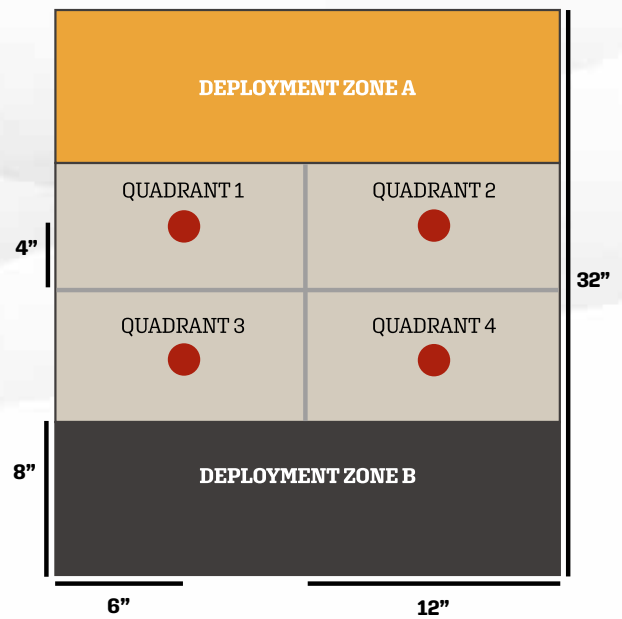 DEPLOYMENT ZONE A
QUADRANT 1
QUADRANT 2
4”
32”
QUADRANT 3
QUADRANT 4
8”
DEPLOYMENT ZONE B
6”
12”